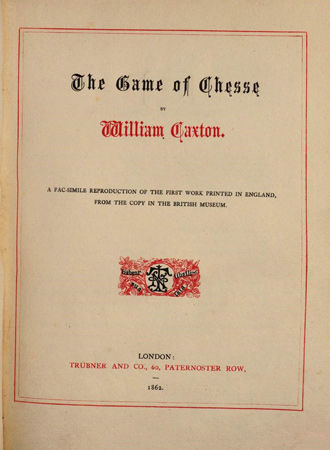 The Game of Chesse
BY
William Caxton.
A FAC-SIMILE REPRODUCTION OF THE FIRST WORK PRINTED IN ENGLAND,
FROM THE COPY IN THE BRITISH MUSEUM.
LONDON:
TRÜBNER AND CO., 60, PATERNOSTER ROW,
1862.